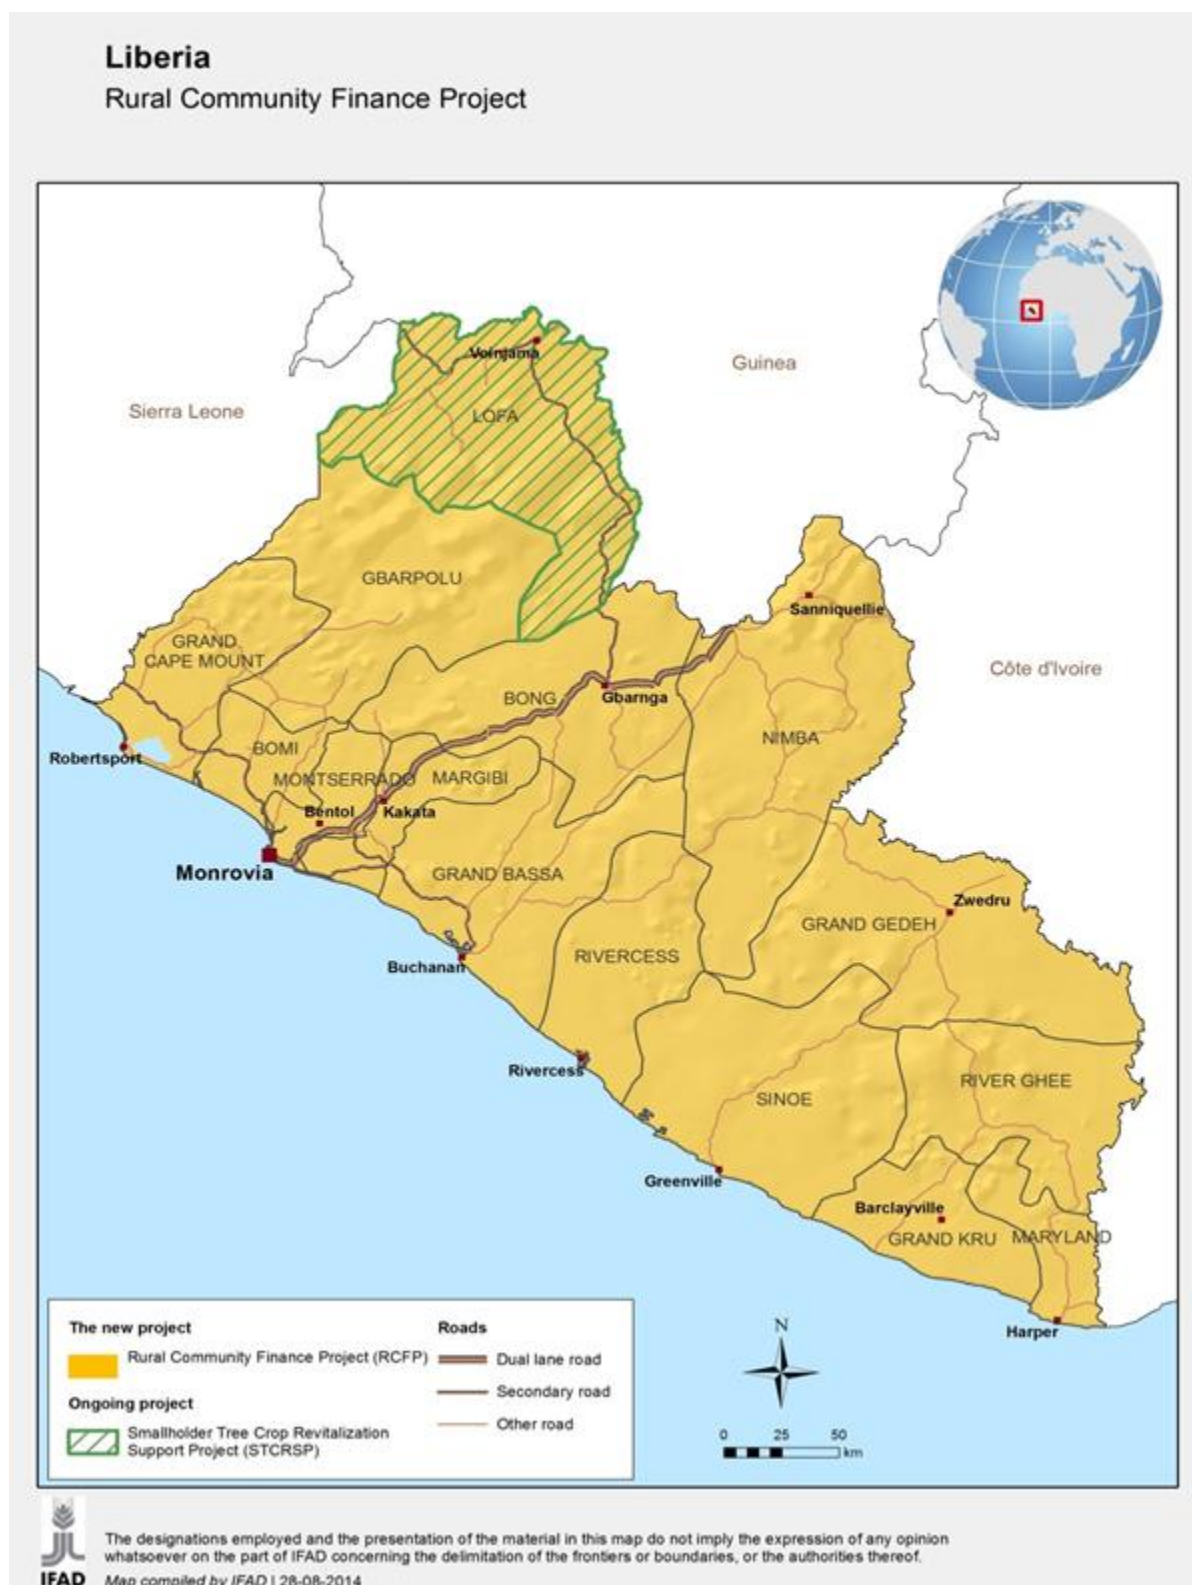 Liberia
Rural Community Finance Project
Guinea
Sierra Leone
Côte d'Ivoire
Voinjama
LOFA
GBARPOLU
Sanniquellie
GRAND
CAPE MOUNT
BONG
Gbarnga
NIMBA
Robertsport
BOMI
MONTSERRADO
MARGIBI
Bentol
Kakata
Monrovia
GRAND BASSA
Zwedru
GRAND GEDEH
RIVERCESS
Buchanan
Rivercess
RIVER GHEE
SINOE
Greenville
Barclayville
GRAND KRU
MARYLAND
Harper
The new project
Rural Community Finance Project (RCFP)
Ongoing project
Smallholder Tree Crop Revitalization
Support Project (STCRSP)
Roads
Dual lane road
Secondary road
Other road
N
0 25 50
km
The designations employed and the presentation of the material in this map do not imply the expression of any opinion
whatsoever on the part of IFAD concerning the delimitation of the frontiers or boundaries, or the authorities thereof.
IFAD
Map compiled by IFAD | 28-08-2014